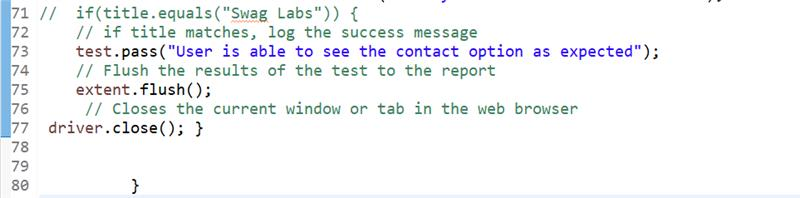 71 //  if(title.equals("Swag Labs")) {
72 // if title matches, log the success message
73 test.pass("User is able to see the contact option as expected");
74 // Flush the results of the test to the report
75 extent.flush();
76 // Closes the current window or tab in the web browser
77 driver.close(); }
78
79
80 }